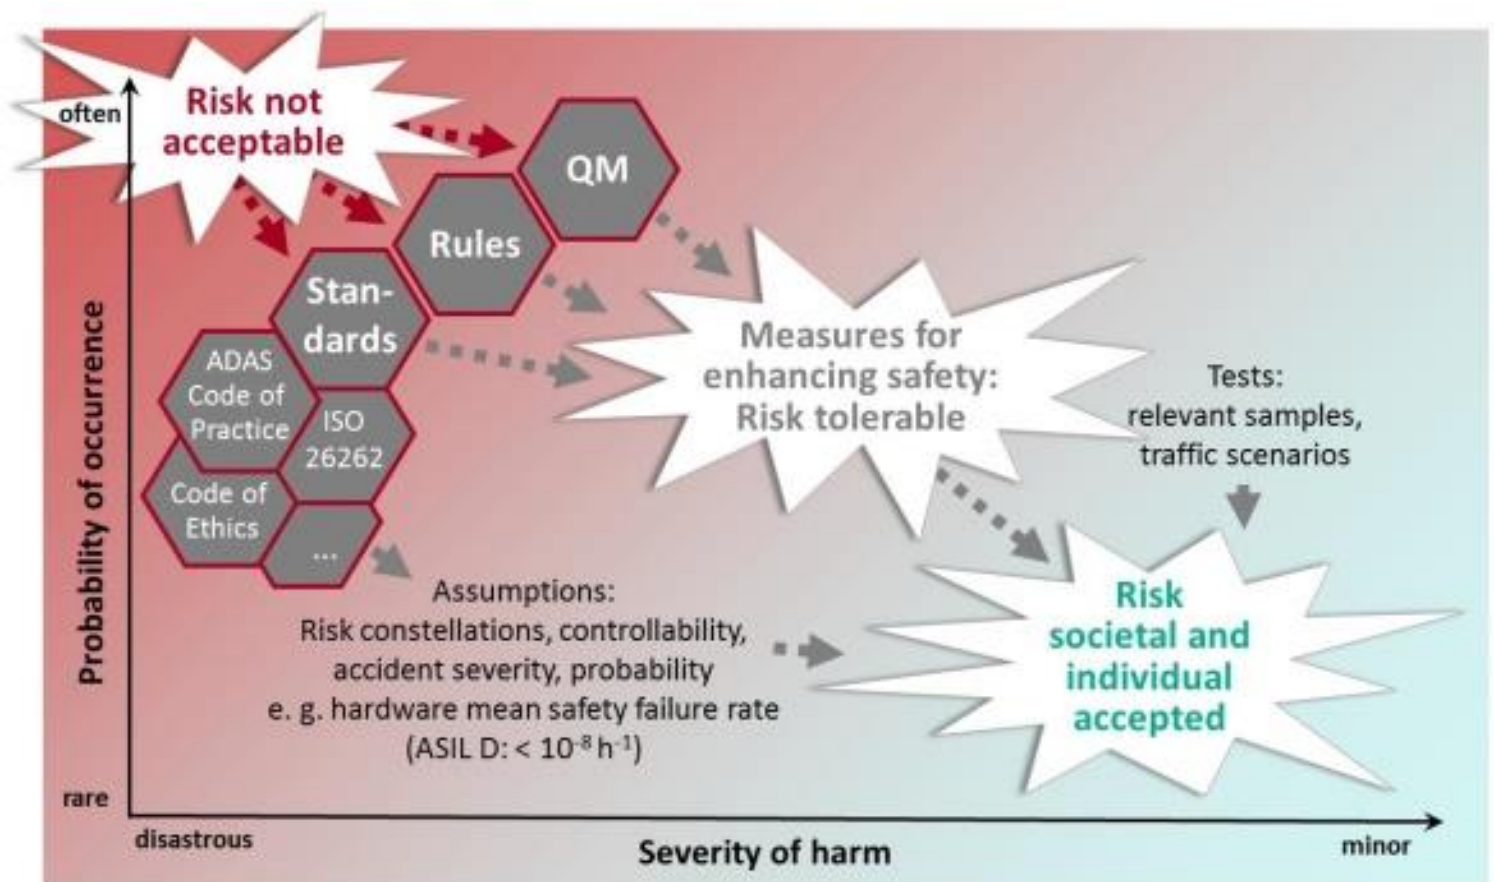 often
Risk not
acceptable
QM
Rules
Stan-
dards
ADAS
Code of
Practice
ISO
26262
Code of
Ethics
...
Measures for
enhancing safety:
Risk tolerable
Tests:
relevant samples,
traffic scenarios
Assumptions:
Risk constellations, controllability,
accident severity, probability
e. g. hardware mean safety failure rate
(ASIL D: < 10⁻⁸ h⁻¹)
Risk
societal and
individual
accepted
Probability of occurrence
rare
disastrous
Severity of harm
minor